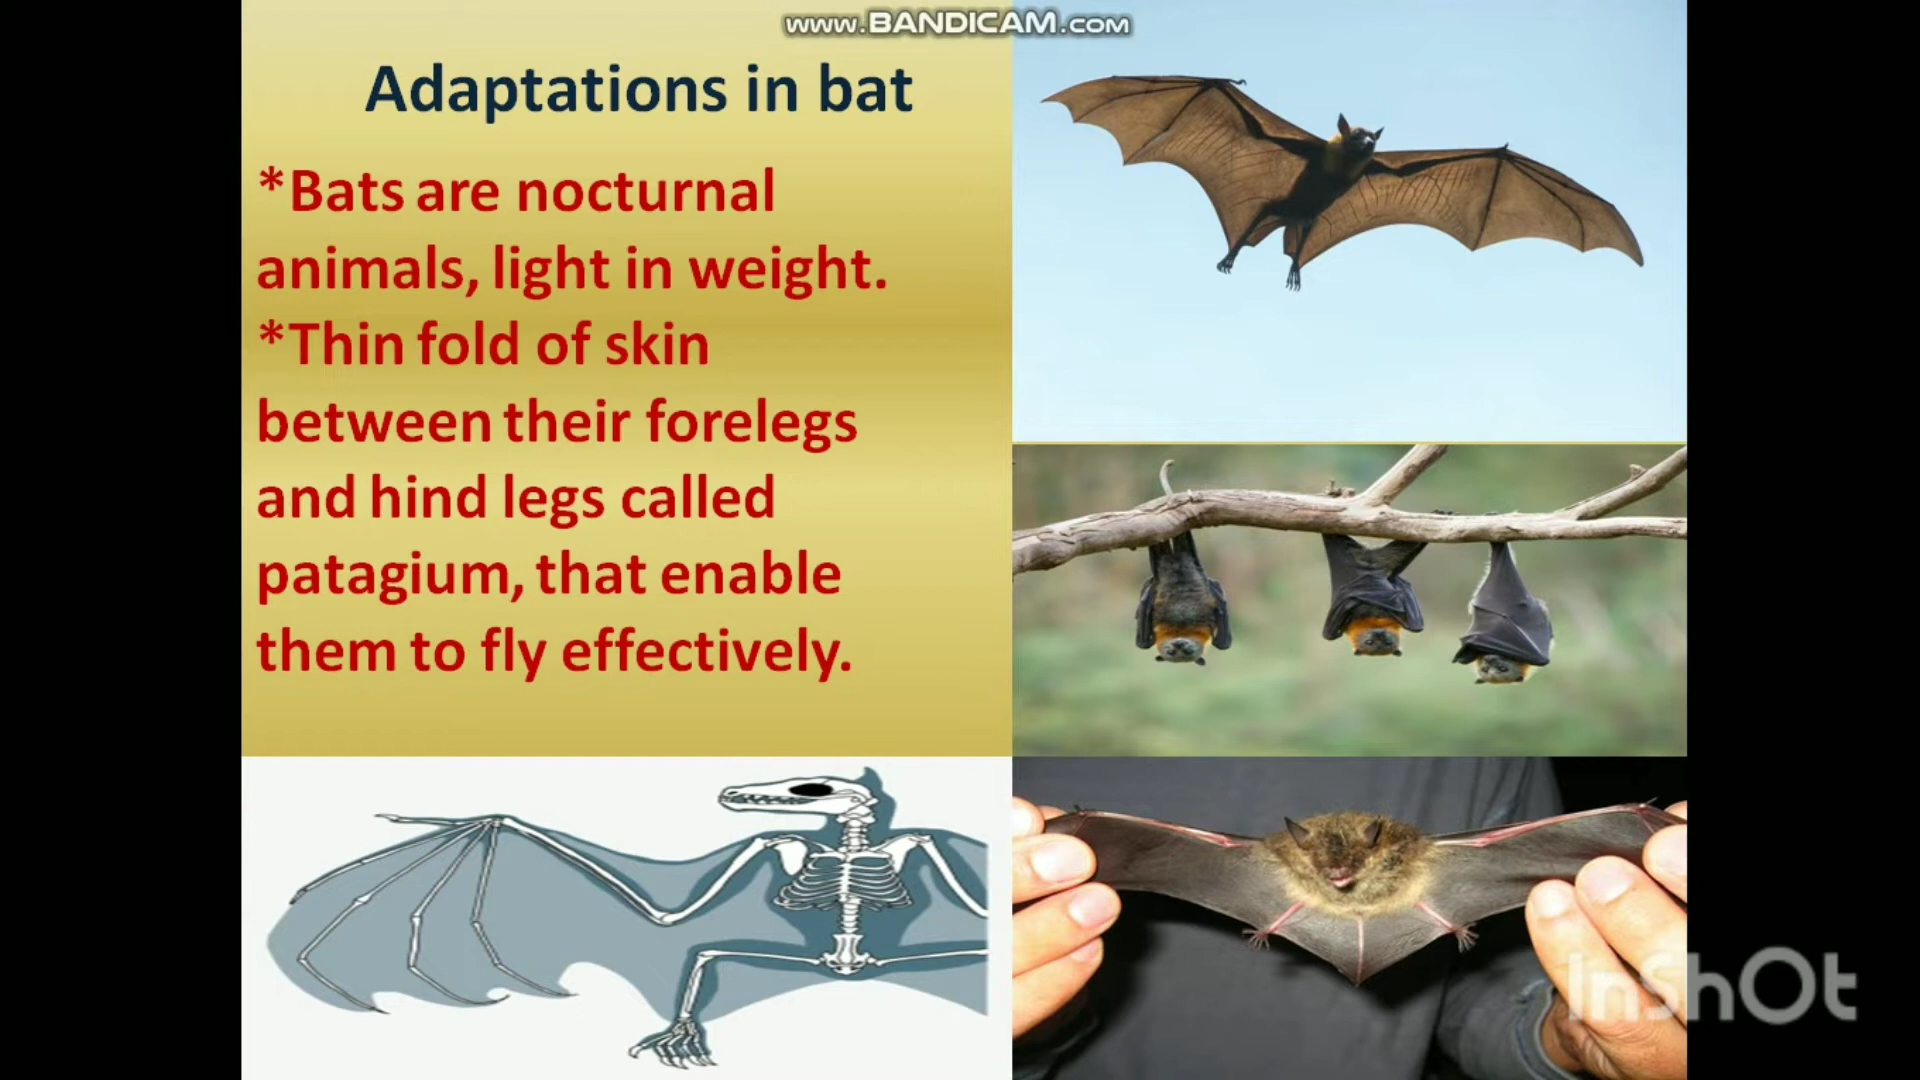 www.BANDICAM.com
Adaptations in bat
*Bats are nocturnal
animals, light in weight.
*Thin fold of skin
between their forelegs
and hind legs called
patagium, that enable
them to fly effectively.
InShOt